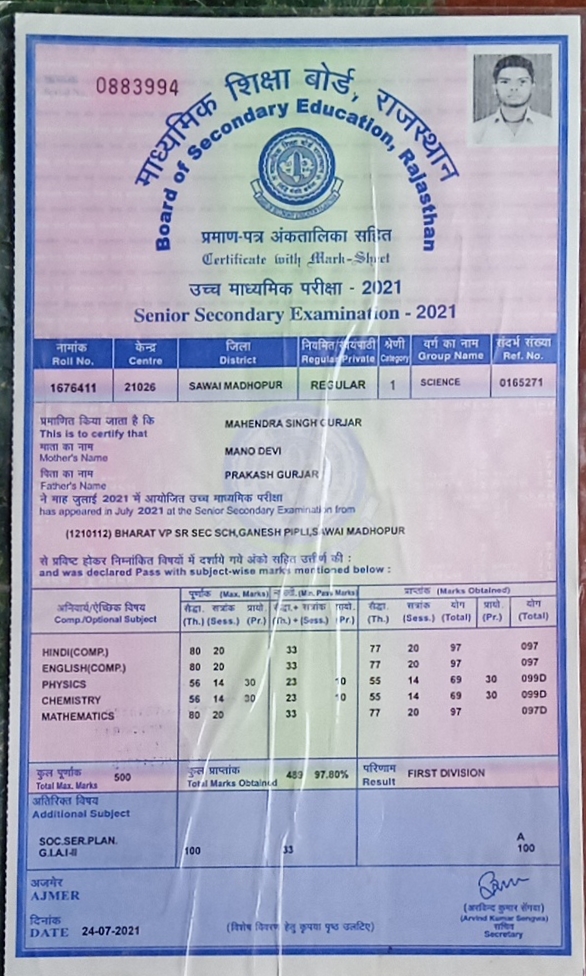 0883994
माध्यमिक शिक्षा बोर्ड, राजस्थान
Board of Secondary Education, Rajasthan
प्रमाण-पत्र अंकतालिका सहित
Certificate with Mark-Sheet
उच्च माध्यमिक परीक्षा - 2021
Senior Secondary Examination - 2021
नामांक केन्द्र जिला नियमित/स्वयंपाठी श्रेणी वर्ग का नाम संदर्भ संख्या
Roll No. Centre District Regular/Private Category Group Name Ref. No.
1676411 21026 SAWAI MADHOPUR REGULAR 1 SCIENCE 0165271
प्रमाणित किया जाता है कि MAHENDRA SINGH GURJAR
This is to certify that
माता का नाम MANO DEVI
Mother's Name
पिता का नाम PRAKASH GURJAR
Father's Name
ने माह जुलाई 2021 में आयोजित उच्च माध्यमिक परीक्षा
has appeared in July 2021 at the Senior Secondary Examination from
(1210112) BHARAT VP SR SEC SCH,GANESH PIPLI,SAWAI MADHOPUR
से प्रविष्ट होकर निम्नांकित विषयों में दर्शाये गये अंको सहित उत्तीर्ण की :
and was declared Pass with subject-wise marks mentioned below :
पूर्णांक (Max. Marks) (Min. Pass Marks) प्राप्तांक (Marks Obtained)
अनिवार्य/ऐच्छिक विषय सैद्धा. सत्रांक प्रायो. सैद्धा.+ सत्रांक प्रायो. सैद्धा. सत्रांक योग प्रायो. योग
Comp./Optional Subject (Th.) (Sess.) (Pr.) (Th.) + (Sess.) (Pr.) (Th.) (Sess.) (Total) (Pr.) (Total)
HINDI(COMP.) 80 20 33 77 20 97 097
ENGLISH(COMP.) 80 20 33 77 20 97 097
PHYSICS 56 14 30 23 10 55 14 69 30 099D
CHEMISTRY 56 14 30 23 10 55 14 69 30 099D
MATHEMATICS 80 20 33 77 20 97 097D
कुल पूर्णांक 500 कुल प्राप्तांक 489 97.80% परिणाम FIRST DIVISION
Total Max. Marks Total Marks Obtained Result
अतिरिक्त विषय
Additional Subject
SOC.SER.PLAN. A
G.I.A.I-II 100 33 100
अजमेर
AJMER
दिनांक
DATE 24-07-2021
(विशेष विवरण हेतु कृपया पृष्ठ उलटिए)
(अरविन्द कुमार सेंगवा)
(Arvind Kumar Sengwa)
सचिव
Secretary